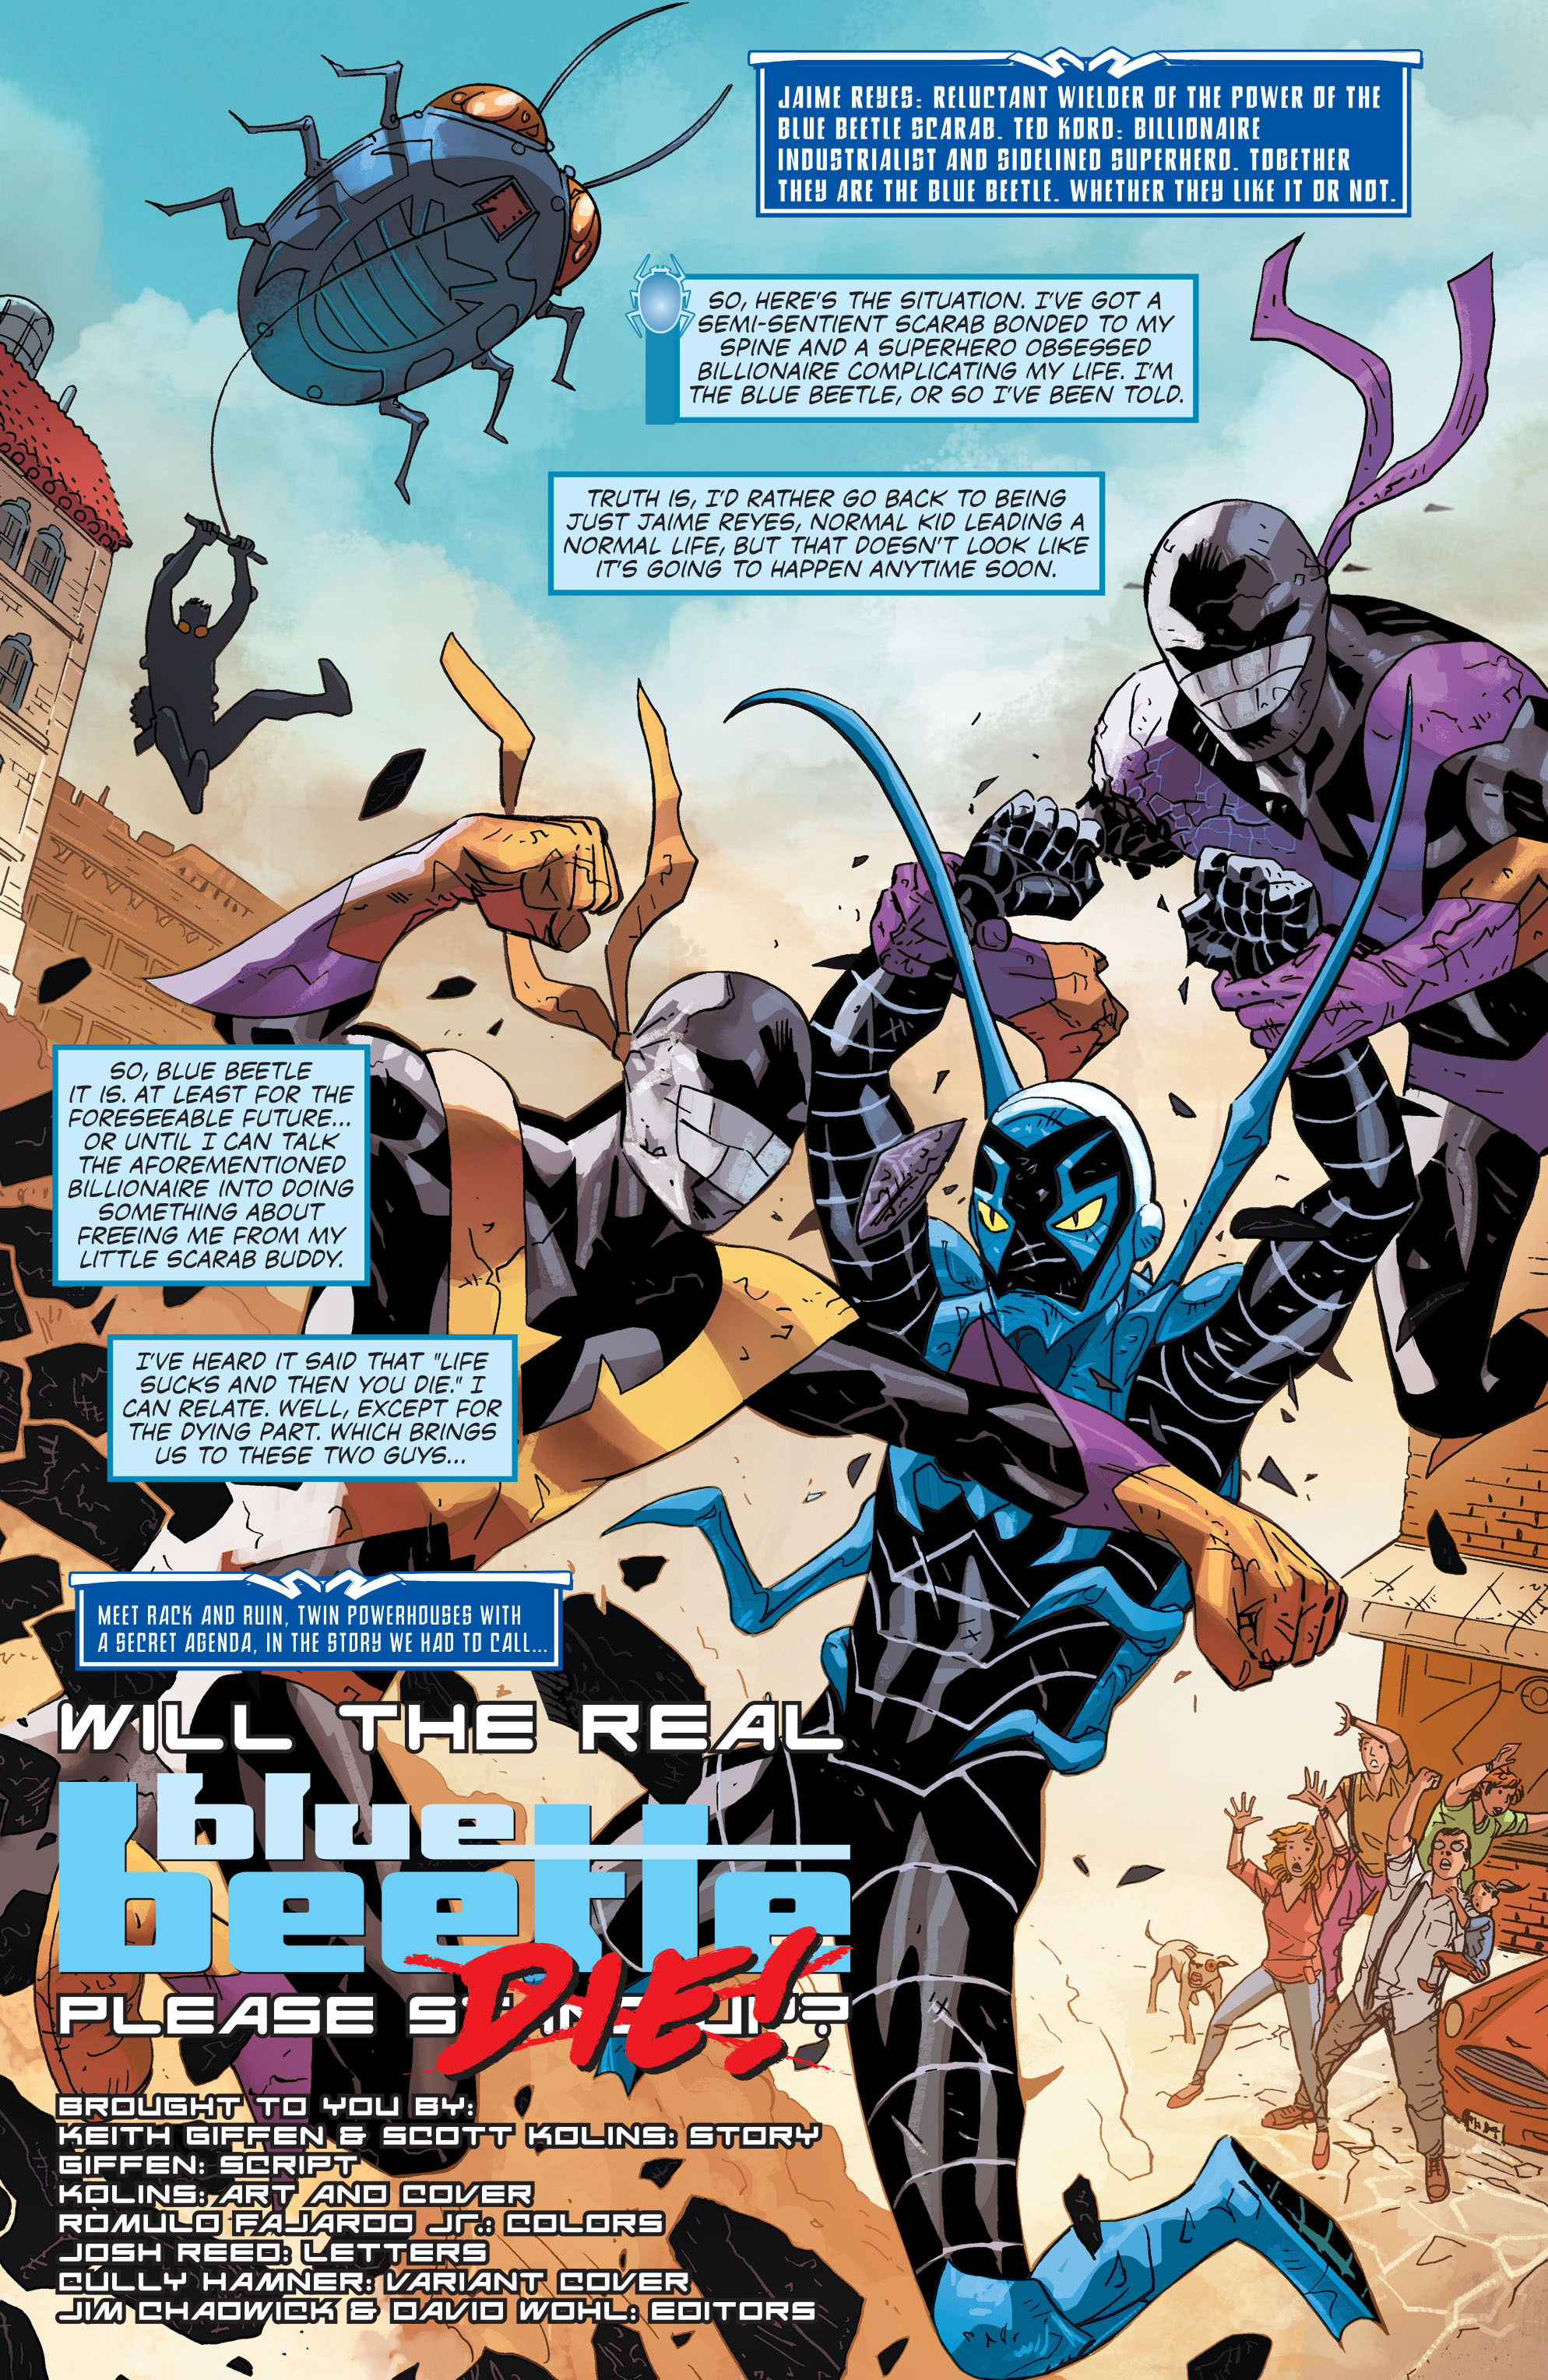 JAIME REYES: RELUCTANT WIELDER OF THE POWER OF THE
BLUE BEETLE SCARAB. TED KORD: BILLIONAIRE
INDUSTRIALIST AND SIDELINED SUPERHERO. TOGETHER
THEY ARE THE BLUE BEETLE. WHETHER THEY LIKE IT OR NOT.
SO, HERE'S THE SITUATION. I'VE GOT A
SEMI-SENTIENT SCARAB BONDED TO MY
SPINE AND A SUPERHERO OBSESSED
BILLIONAIRE COMPLICATING MY LIFE. I'M
THE BLUE BEETLE, OR SO I'VE BEEN TOLD.
TRUTH IS, I'D RATHER GO BACK TO BEING
JUST JAIME REYES, NORMAL KID LEADING A
NORMAL LIFE, BUT THAT DOESN'T LOOK LIKE
IT'S GOING TO HAPPEN ANYTIME SOON.
SO, BLUE BEETLE
IT IS. AT LEAST FOR THE
FORESEEABLE FUTURE...
OR UNTIL I CAN TALK
THE AFOREMENTIONED
BILLIONAIRE INTO DOING
SOMETHING ABOUT
FREEING ME FROM MY
LITTLE SCARAB BUDDY.
I'VE HEARD IT SAID THAT "LIFE
SUCKS AND THEN YOU DIE." I
CAN RELATE. WELL, EXCEPT FOR
THE DYING PART. WHICH BRINGS
US TO THESE TWO GUYS...
MEET RACK AND RUIN, TWIN POWERHOUSES WITH
A SECRET AGENDA, IN THE STORY WE HAD TO CALL...
WILL THE REAL
blue
beetle
PLEASE STAND UP?
DIE!
BROUGHT TO YOU BY:
KEITH GIFFEN & SCOTT KOLINS: STORY
GIFFEN: SCRIPT
KOLINS: ART AND COVER
ROMULO FAJARDO JR.: COLORS
JOSH REED: LETTERS
CULLY HAMNER: VARIANT COVER
JIM CHADWICK & DAVID WOHL: EDITORS